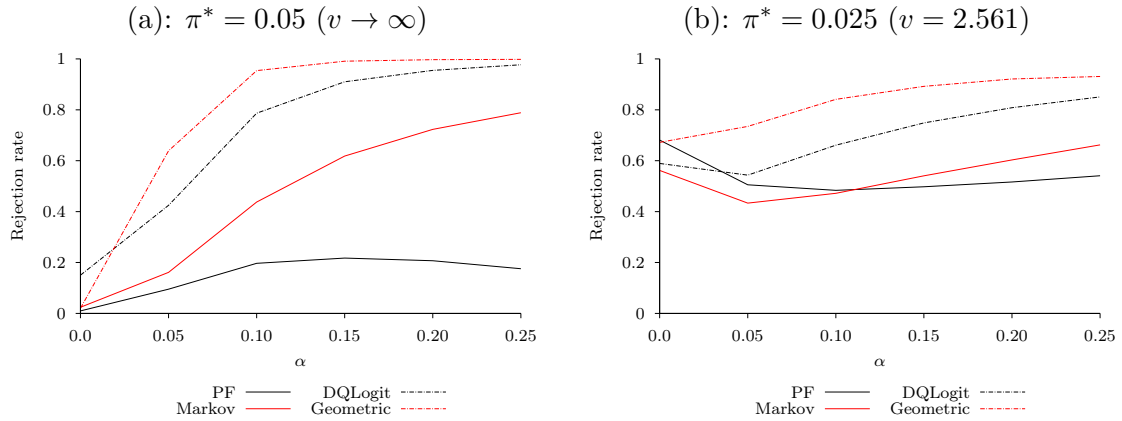 (a): π* = 0.05 (v → ∞)
1
0.8
0.6
0.4
0.2
0
Rejection rate
0.0 0.05 0.10 0.15 0.20 0.25
α
PF DQLogit
Markov Geometric
(b): π* = 0.025 (v = 2.561)
1
0.8
0.6
0.4
0.2
0
Rejection rate
0.0 0.05 0.10 0.15 0.20 0.25
α
PF DQLogit
Markov Geometric